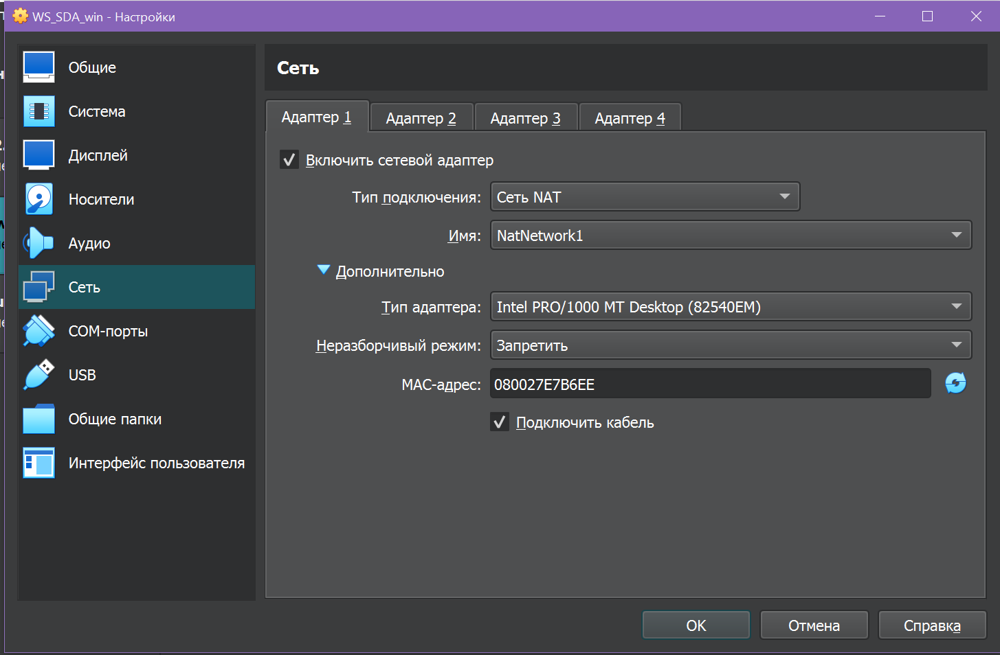 WS_SDA_win - Настройки
Общие
Система
Дисплей
Носители
Аудио
Сеть
COM-порты
USB
Общие папки
Интерфейс пользователя
Сеть
Адаптер 1 Адаптер 2 Адаптер 3 Адаптер 4
Включить сетевой адаптер
Тип подключения: Сеть NAT
Имя: NatNetwork1
Дополнительно
Тип адаптера: Intel PRO/1000 MT Desktop (82540EM)
Неразборчивый режим: Запретить
MAC-адрес: 080027E7B6EE
Подключить кабель
OK Отмена Справка